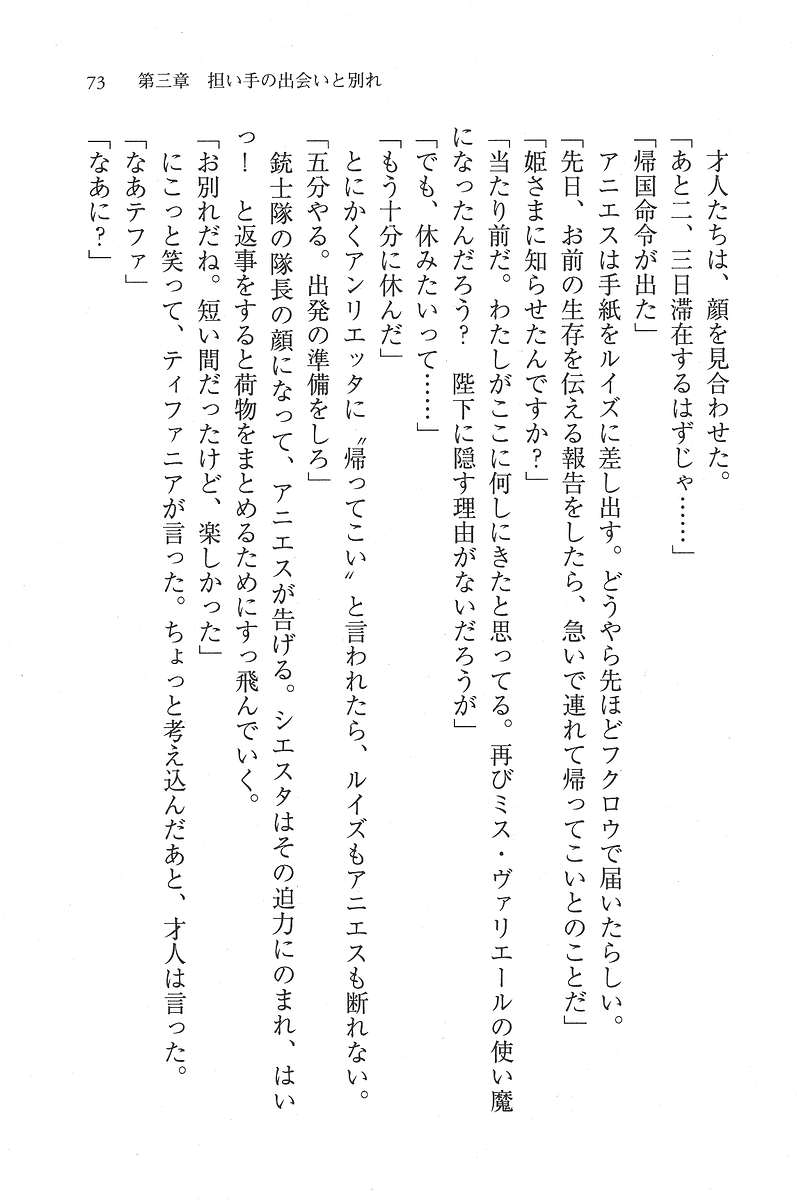 73　第三章　担い手の出会いと別れ
　才人たちは、顔を見合わせた。
「あと二、三日滞在するはずじゃ……」
「帰国命令が出た」
　アニエスは手紙をルイズに差し出す。どうやら先ほどフクロウで届いたらしい。
「先日、お前の生存を伝える報告をしたら、急いで連れて帰ってこいとのことだ」
「姫さまに知らせたんですか？」
「当たり前だ。わたしがここに何しにきたと思ってる。再びミス・ヴァリエールの使い魔
になったんだろう？　陛下に隠す理由がないだろうが」
「でも、休みたいって……」
「もう十分に休んだ」
　とにかくアンリエッタに〝帰ってこい〟と言われたら、ルイズもアニエスも断れない。
「五分やる。出発の準備をしろ」
　銃士隊の隊長の顔になって、アニエスが告げる。シエスタはその迫力にのまれ、はい
っ！　と返事をすると荷物をまとめるためにすっ飛んでいく。
「お別れだね。短い間だったけど、楽しかった」
　にこっと笑って、ティファニアが言った。ちょっと考え込んだあと、才人は言った。
「なあテファ」
「なあに？」